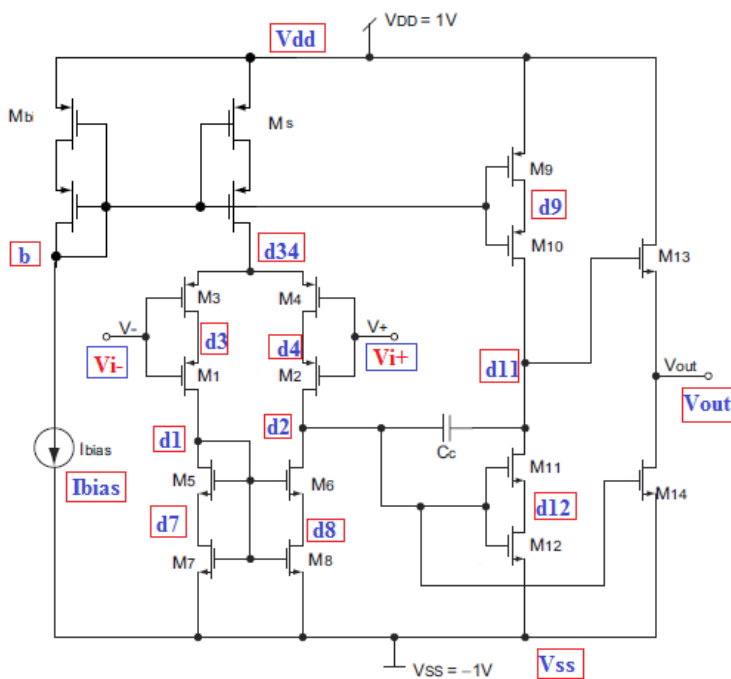 Vdd
VDD = 1V
Mbi
Ms
M9
d9
M10
b
d34
M13
M3
M4
V-
V+
d3
d4
d11
Vout
Vi-
Vi+
M1
M2
Vout
d1
d2
Cc
Ibias
Ibias
M5
M6
M11
M14
d7
d8
d12
M7
M8
M12
Vss
VSS = −1V